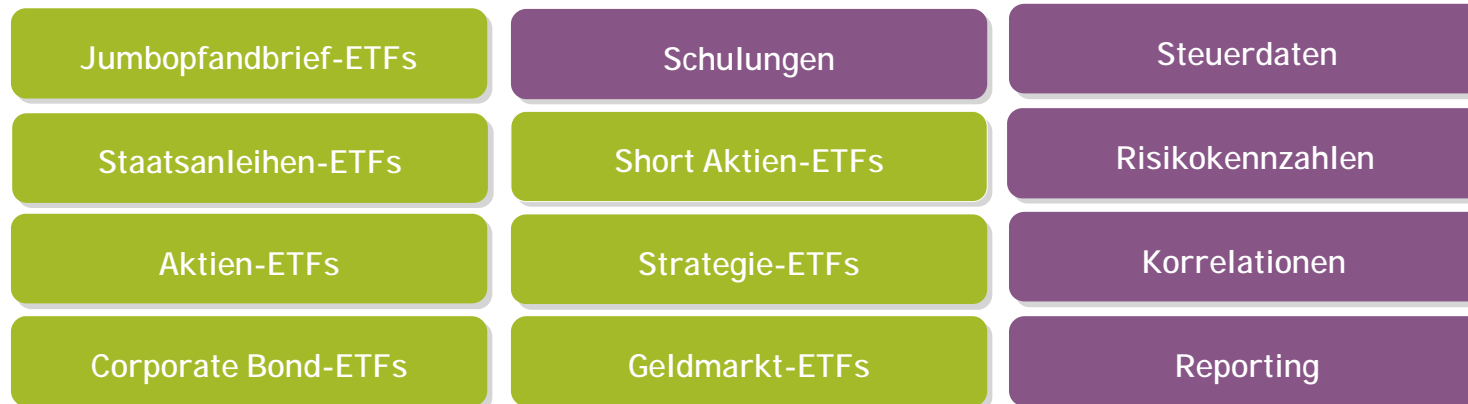 Jumbopfandbrief-ETFs
Schulungen
Steuerdaten
Staatsanleihen-ETFs
Short Aktien-ETFs
Risikokennzahlen
Aktien-ETFs
Strategie-ETFs
Korrelationen
Corporate Bond-ETFs
Geldmarkt-ETFs
Reporting